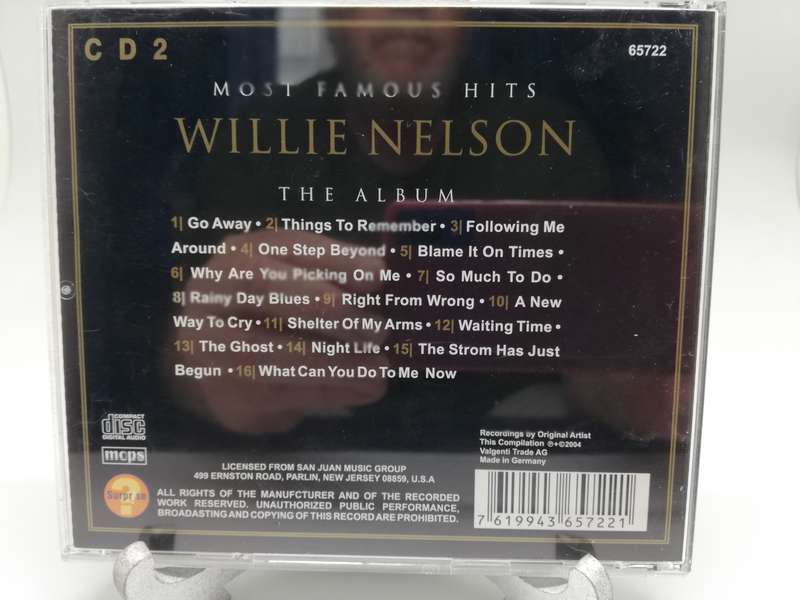 CD2
65722
MOST FAMOUS HITS
WILLIE NELSON
THE ALBUM
1| Go Away • 2| Things To Remember • 3| Following Me
Around • 4| One Step Beyond • 5| Blame It On Times •
6| Why Are You Picking On Me • 7| So Much To Do •
8| Rainy Day Blues • 9| Right From Wrong • 10| A New
Way To Cry • 11| Shelter Of My Arms • 12| Waiting Time •
13| The Ghost • 14| Night Life • 15| The Strom Has Just
Begun • 16| What Can You Do To Me Now
COMPACT
disc
DIGITAL AUDIO
mcps
Surprise
?
LICENSED FROM SAN JUAN MUSIC GROUP
499 ERNSTON ROAD, PARLIN, NEW JERSEY 08859, U.S.A
ALL RIGHTS OF THE MANUFCTURER AND OF THE RECORDED
WORK RESERVED. UNAUTHORIZED PUBLIC PERFORMANCE,
BROADASTING AND COPYING OF THIS RECORD ARE PROHIBITED.
Recordings by Original Artist
This Compilation ℗+©2004
Valgenti Trade AG
Made in Germany
7 619943 657221